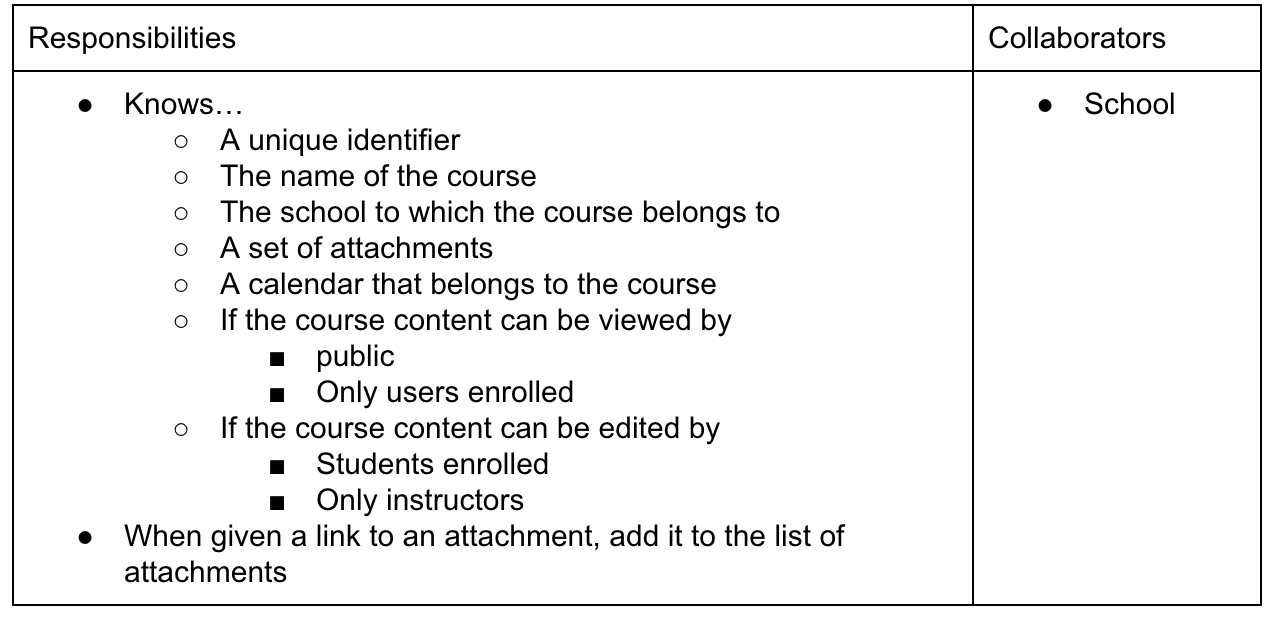 Responsibilities
Collaborators
● Knows…
○ A unique identifier
○ The name of the course
○ The school to which the course belongs to
○ A set of attachments
○ A calendar that belongs to the course
○ If the course content can be viewed by
■ public
■ Only users enrolled
○ If the course content can be edited by
■ Students enrolled
■ Only instructors
● When given a link to an attachment, add it to the list of
attachments
● School